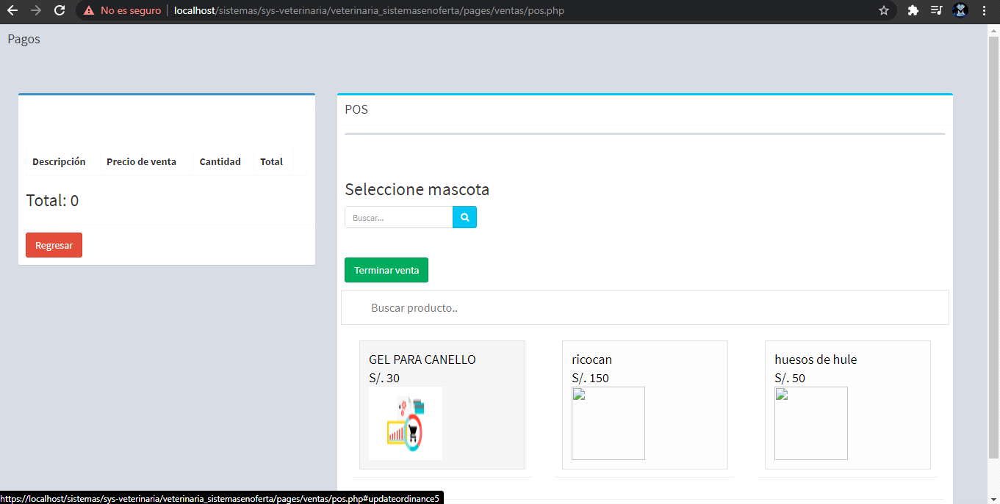 No es seguro localhost/sistemas/sys-veterinaria/veterinaria_sistemasenoferta/pages/ventas/pos.php
Pagos
Descripción Precio de venta Cantidad Total
Total: 0
Regresar
POS
Seleccione mascota
Buscar...
Terminar venta
Buscar producto..
GEL PARA CANELLO
S/. 30
ricocan
S/. 150
huesos de hule
S/. 50
https://localhost/sistemas/sys-veterinaria/veterinaria_sistemasenoferta/pages/ventas/pos.php#updateordinance5